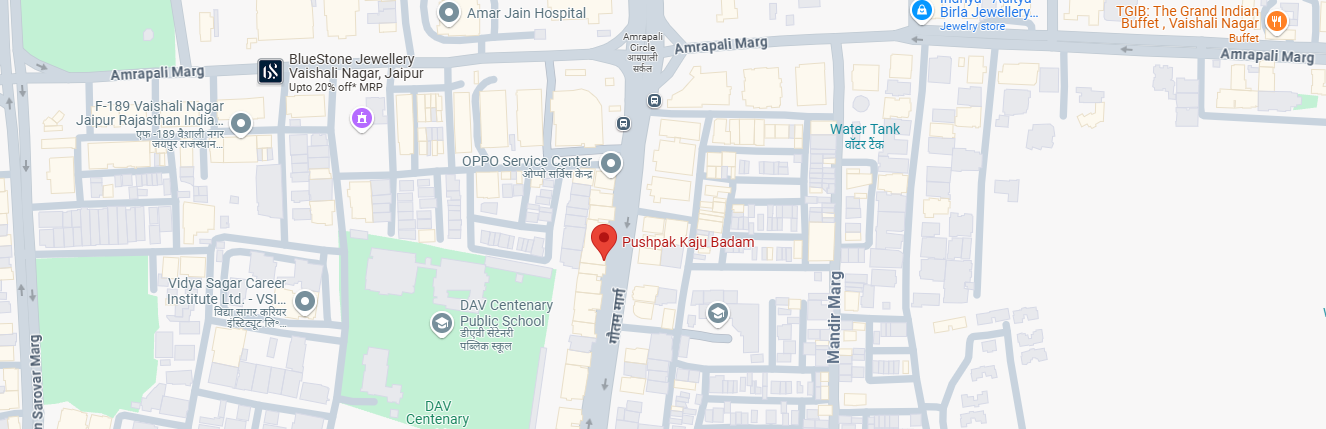 Amar Jain Hospital
Indriya - Aditya
Birla Jewellery...
Jewelry store
TGIB: The Grand Indian
Buffet , Vaishali Nagar
Buffet
Amrapali
Circle
आम्रपाली
सर्कल
Amrapali Marg
Amrapali Marg
Amrapali Marg
BlueStone Jewellery
Vaishali Nagar, Jaipur
Upto 20% off* MRP
F-189 Vaishali Nagar
Jaipur Rajasthan India...
एफ -189 वैशाली नगर
जयपुर राजस्थान...
Water Tank
वॉटर टैंक
OPPO Service Center
ओप्पो सर्विस केन्द्र
Pushpak Kaju Badam
Vidya Sagar Career
Institute Ltd. - VSI...
विद्या सागर करियर
इंस्टिट्यूट लि॰...
DAV Centenary
Public School
डीएवी सेंटेनरी
पब्लिक स्कूल
गौतम मार्ग
Mandir Marg
Sarovar Marg
DAV
Centenary